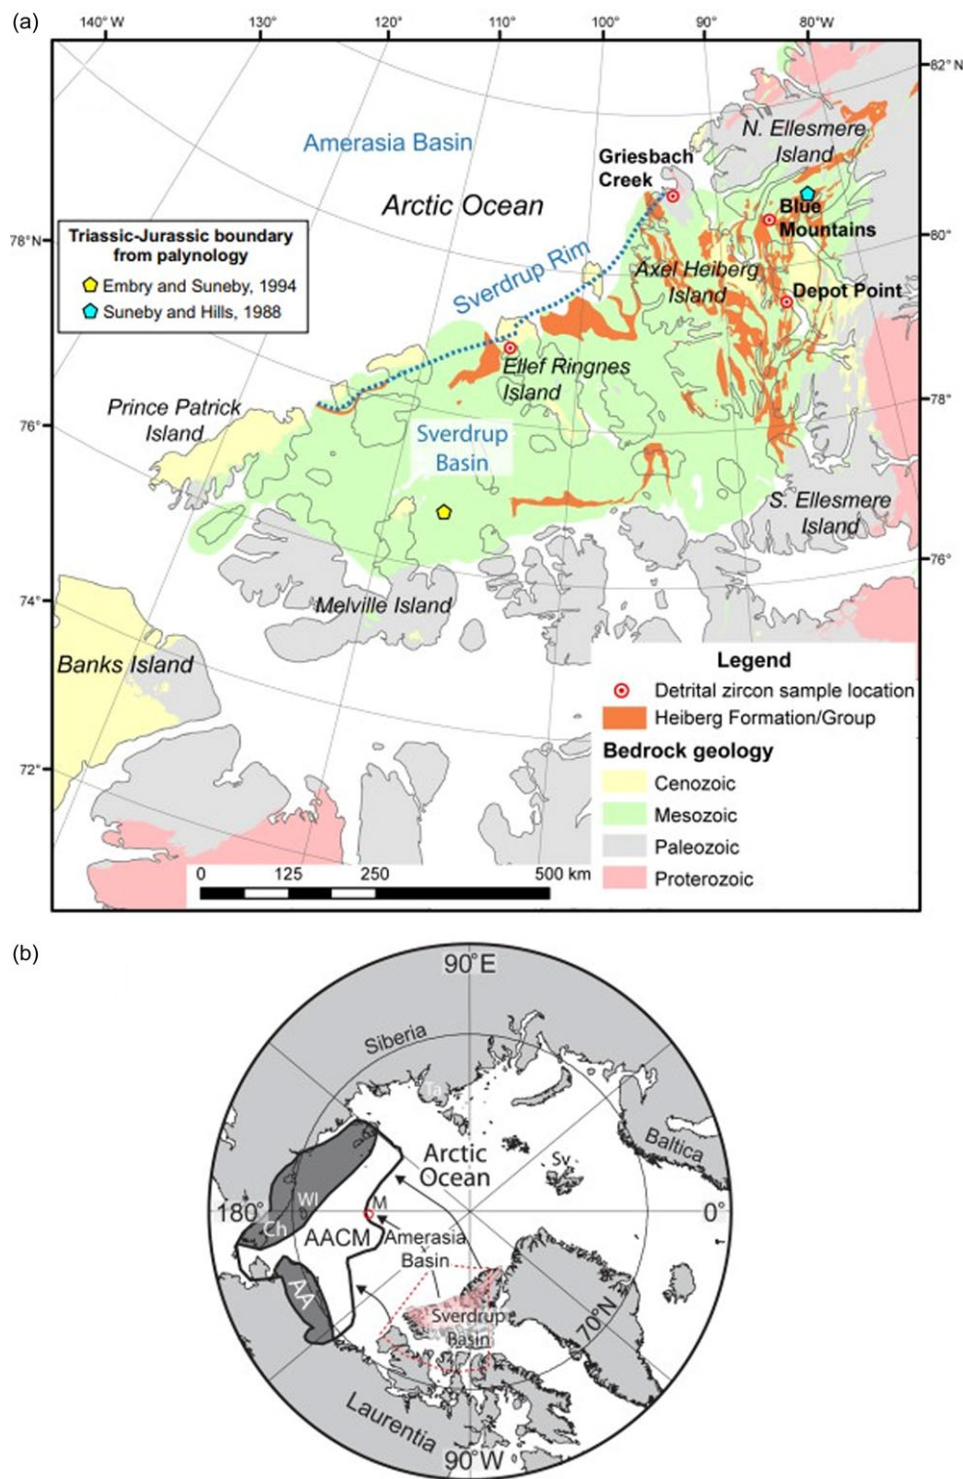 (a)
140°W
130°
120°
110°
100°
90°
80°W
82°N
Amerasia Basin
Arctic Ocean
N. Ellesmere
Island
Griesbach
Creek
Blue
Mountains
78°N
80°
Triassic-Jurassic boundary
from palynology
Embry and Suneby, 1994
Suneby and Hills, 1988
Sverdrup Rim
Axel Heiberg
Island
Depot Point
Ellef Ringnes
Island
Prince Patrick
Island
78°
76°
Sverdrup
Basin
S. Ellesmere
Island
76°
74°
Melville Island
Banks Island
72°
Legend
Detrital zircon sample location
Heiberg Formation/Group
Bedrock geology
Cenozoic
Mesozoic
Paleozoic
Proterozoic
0 125 250 500 km
(b)
90°E
Siberia
Ta
Baltica
Arctic
Ocean
Sv
180°
WI
M
0°
Ch
AACM
Amerasia
Basin
AA
Sverdrup
Basin
70°N
Laurentia
90°W